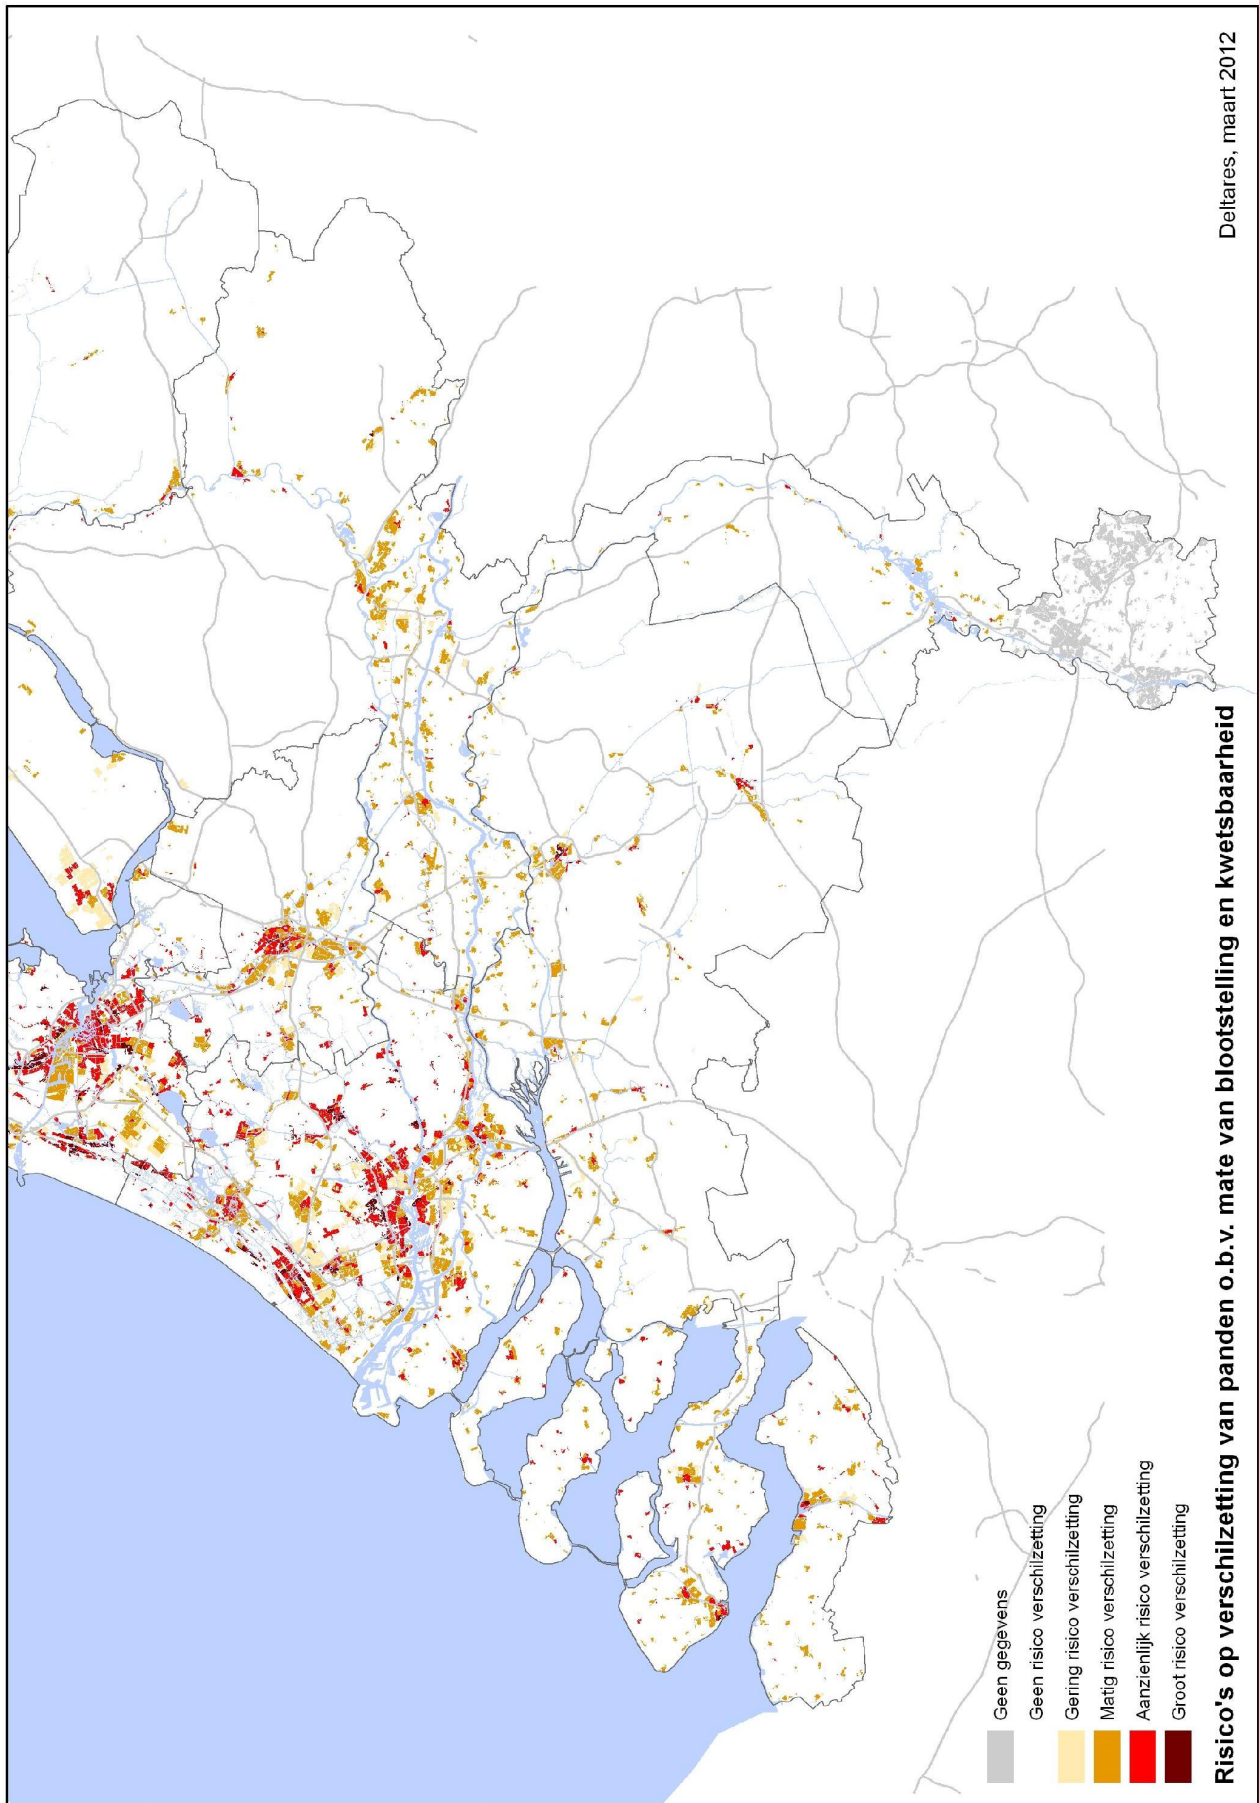 Geen gegevens
Geen risico verschilzetting
Gering risico verschilzetting
Matig risico verschilzetting
Aanzienlijk risico verschilzetting
Groot risico verschilzetting
Risico's op verschilzetting van panden o.b.v. mate van blootstelling en kwetsbaarheid
Deltares, maart 2012